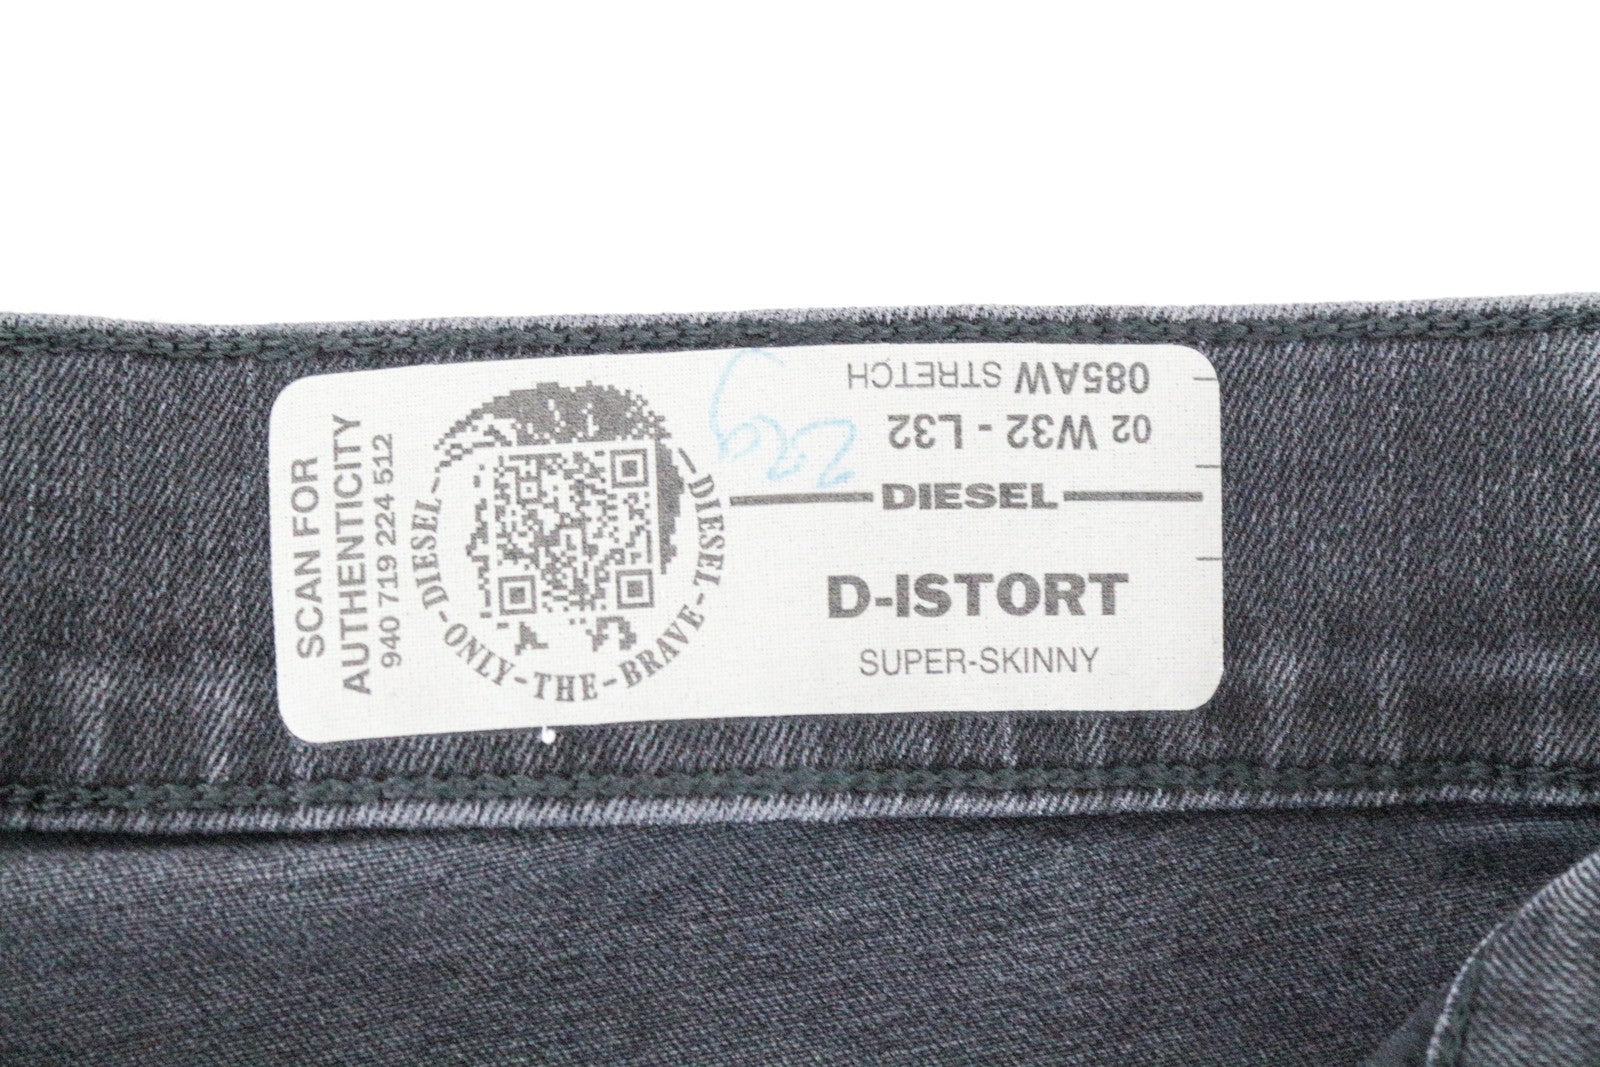 SCAN FOR
AUTHENTICITY
940 719 224 512
DIESEL-ONLY-THE-BRAVE-DIESEL
085AW STRETCH
02 W32 - L32
DIESEL
D-ISTORT
SUPER-SKINNY